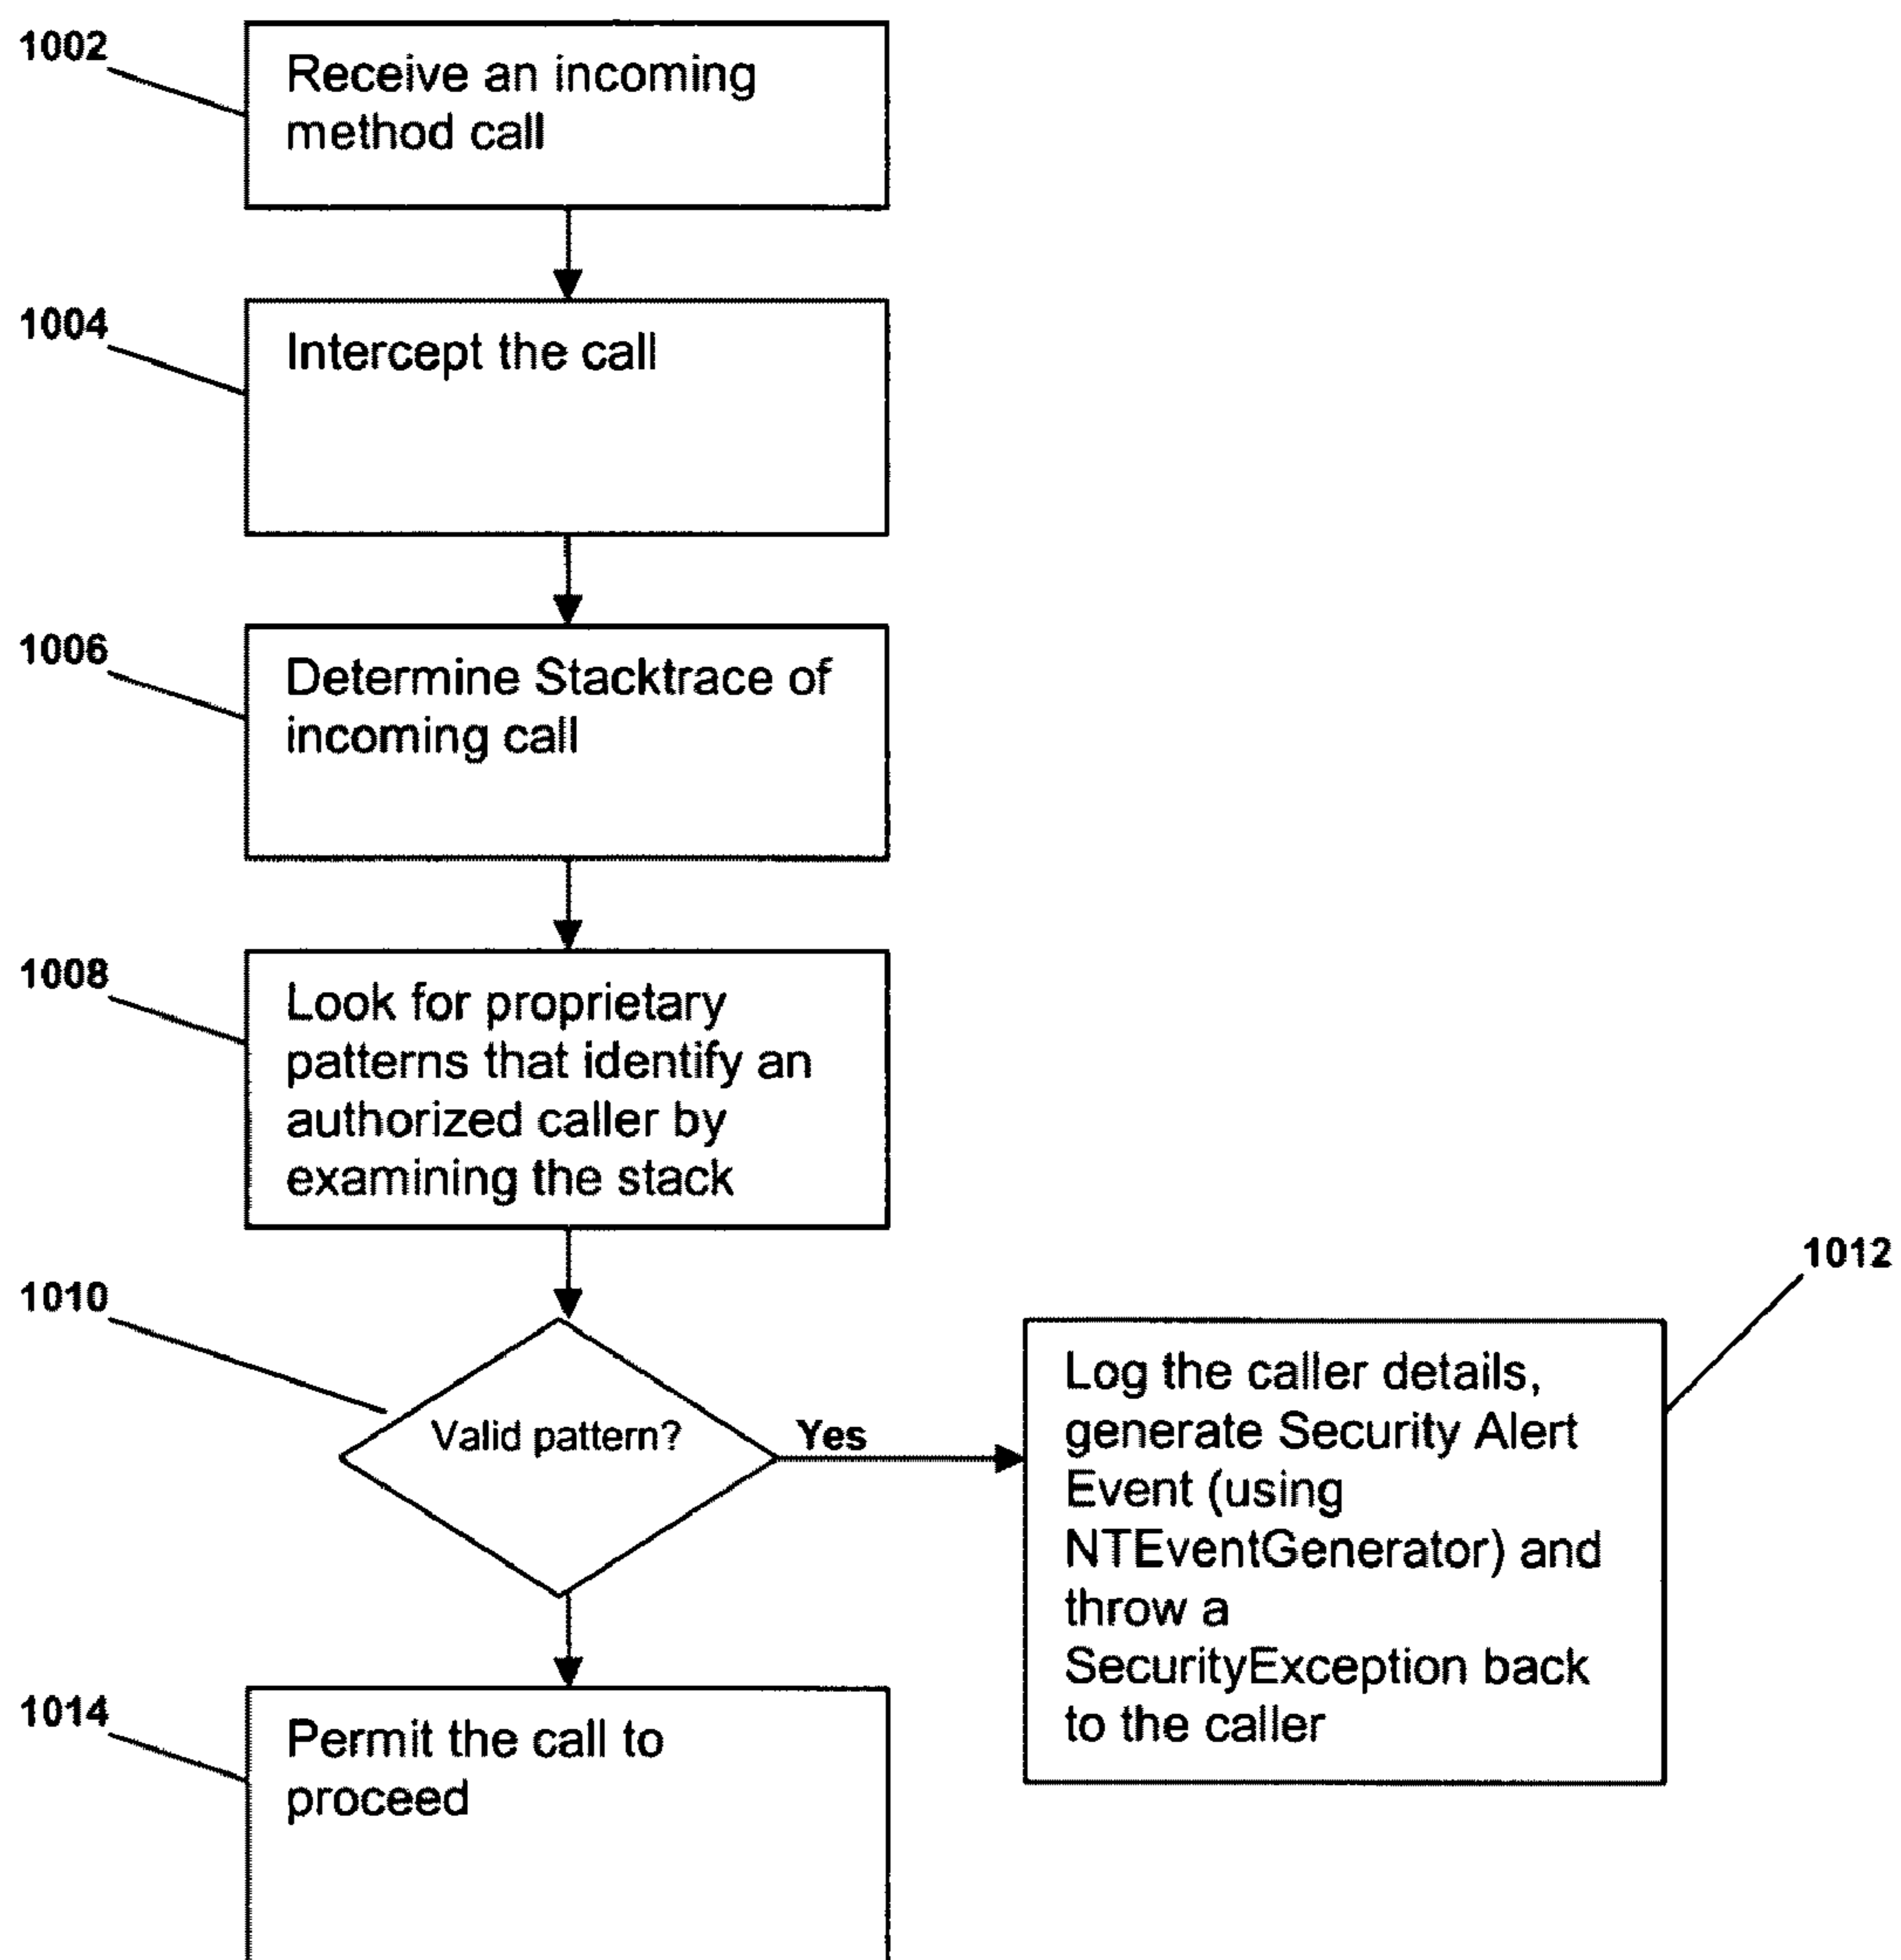 1002
Receive an incoming
method call
1004
Intercept the call
1006
Determine Stacktrace of
incoming call
1008
Look for proprietary
patterns that identify an
authorized caller by
examining the stack
1010
Valid pattern?
Yes
1012
Log the caller details,
generate Security Alert
Event (using
NTEventGenerator) and
throw a
SecurityException back
to the caller
1014
Permit the call to
proceed